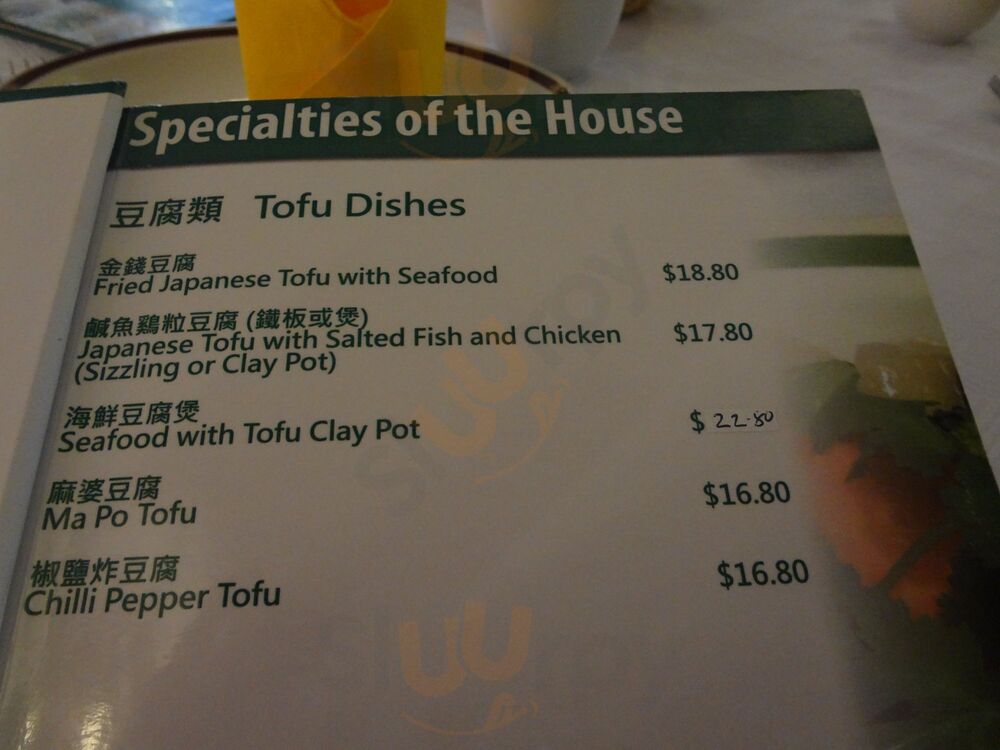 Specialties of the House
豆腐類 Tofu Dishes
金錢豆腐
Fried Japanese Tofu with Seafood $18.80
鹹魚鷄粒豆腐 (鐵板或煲)
Japanese Tofu with Salted Fish and Chicken $17.80
(Sizzling or Clay Pot)
海鮮豆腐煲
Seafood with Tofu Clay Pot $ 22.80
麻婆豆腐
Ma Po Tofu $16.80
椒鹽炸豆腐
Chilli Pepper Tofu $16.80